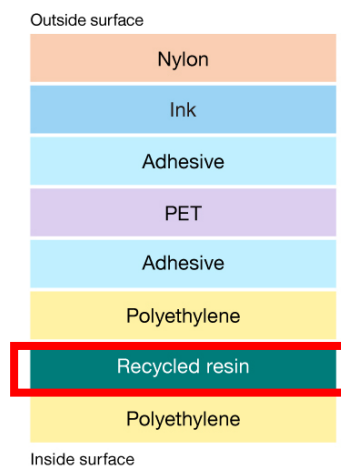 Outside surface
Nylon
Ink
Adhesive
PET
Adhesive
Polyethylene
Recycled resin
Polyethylene
Inside surface